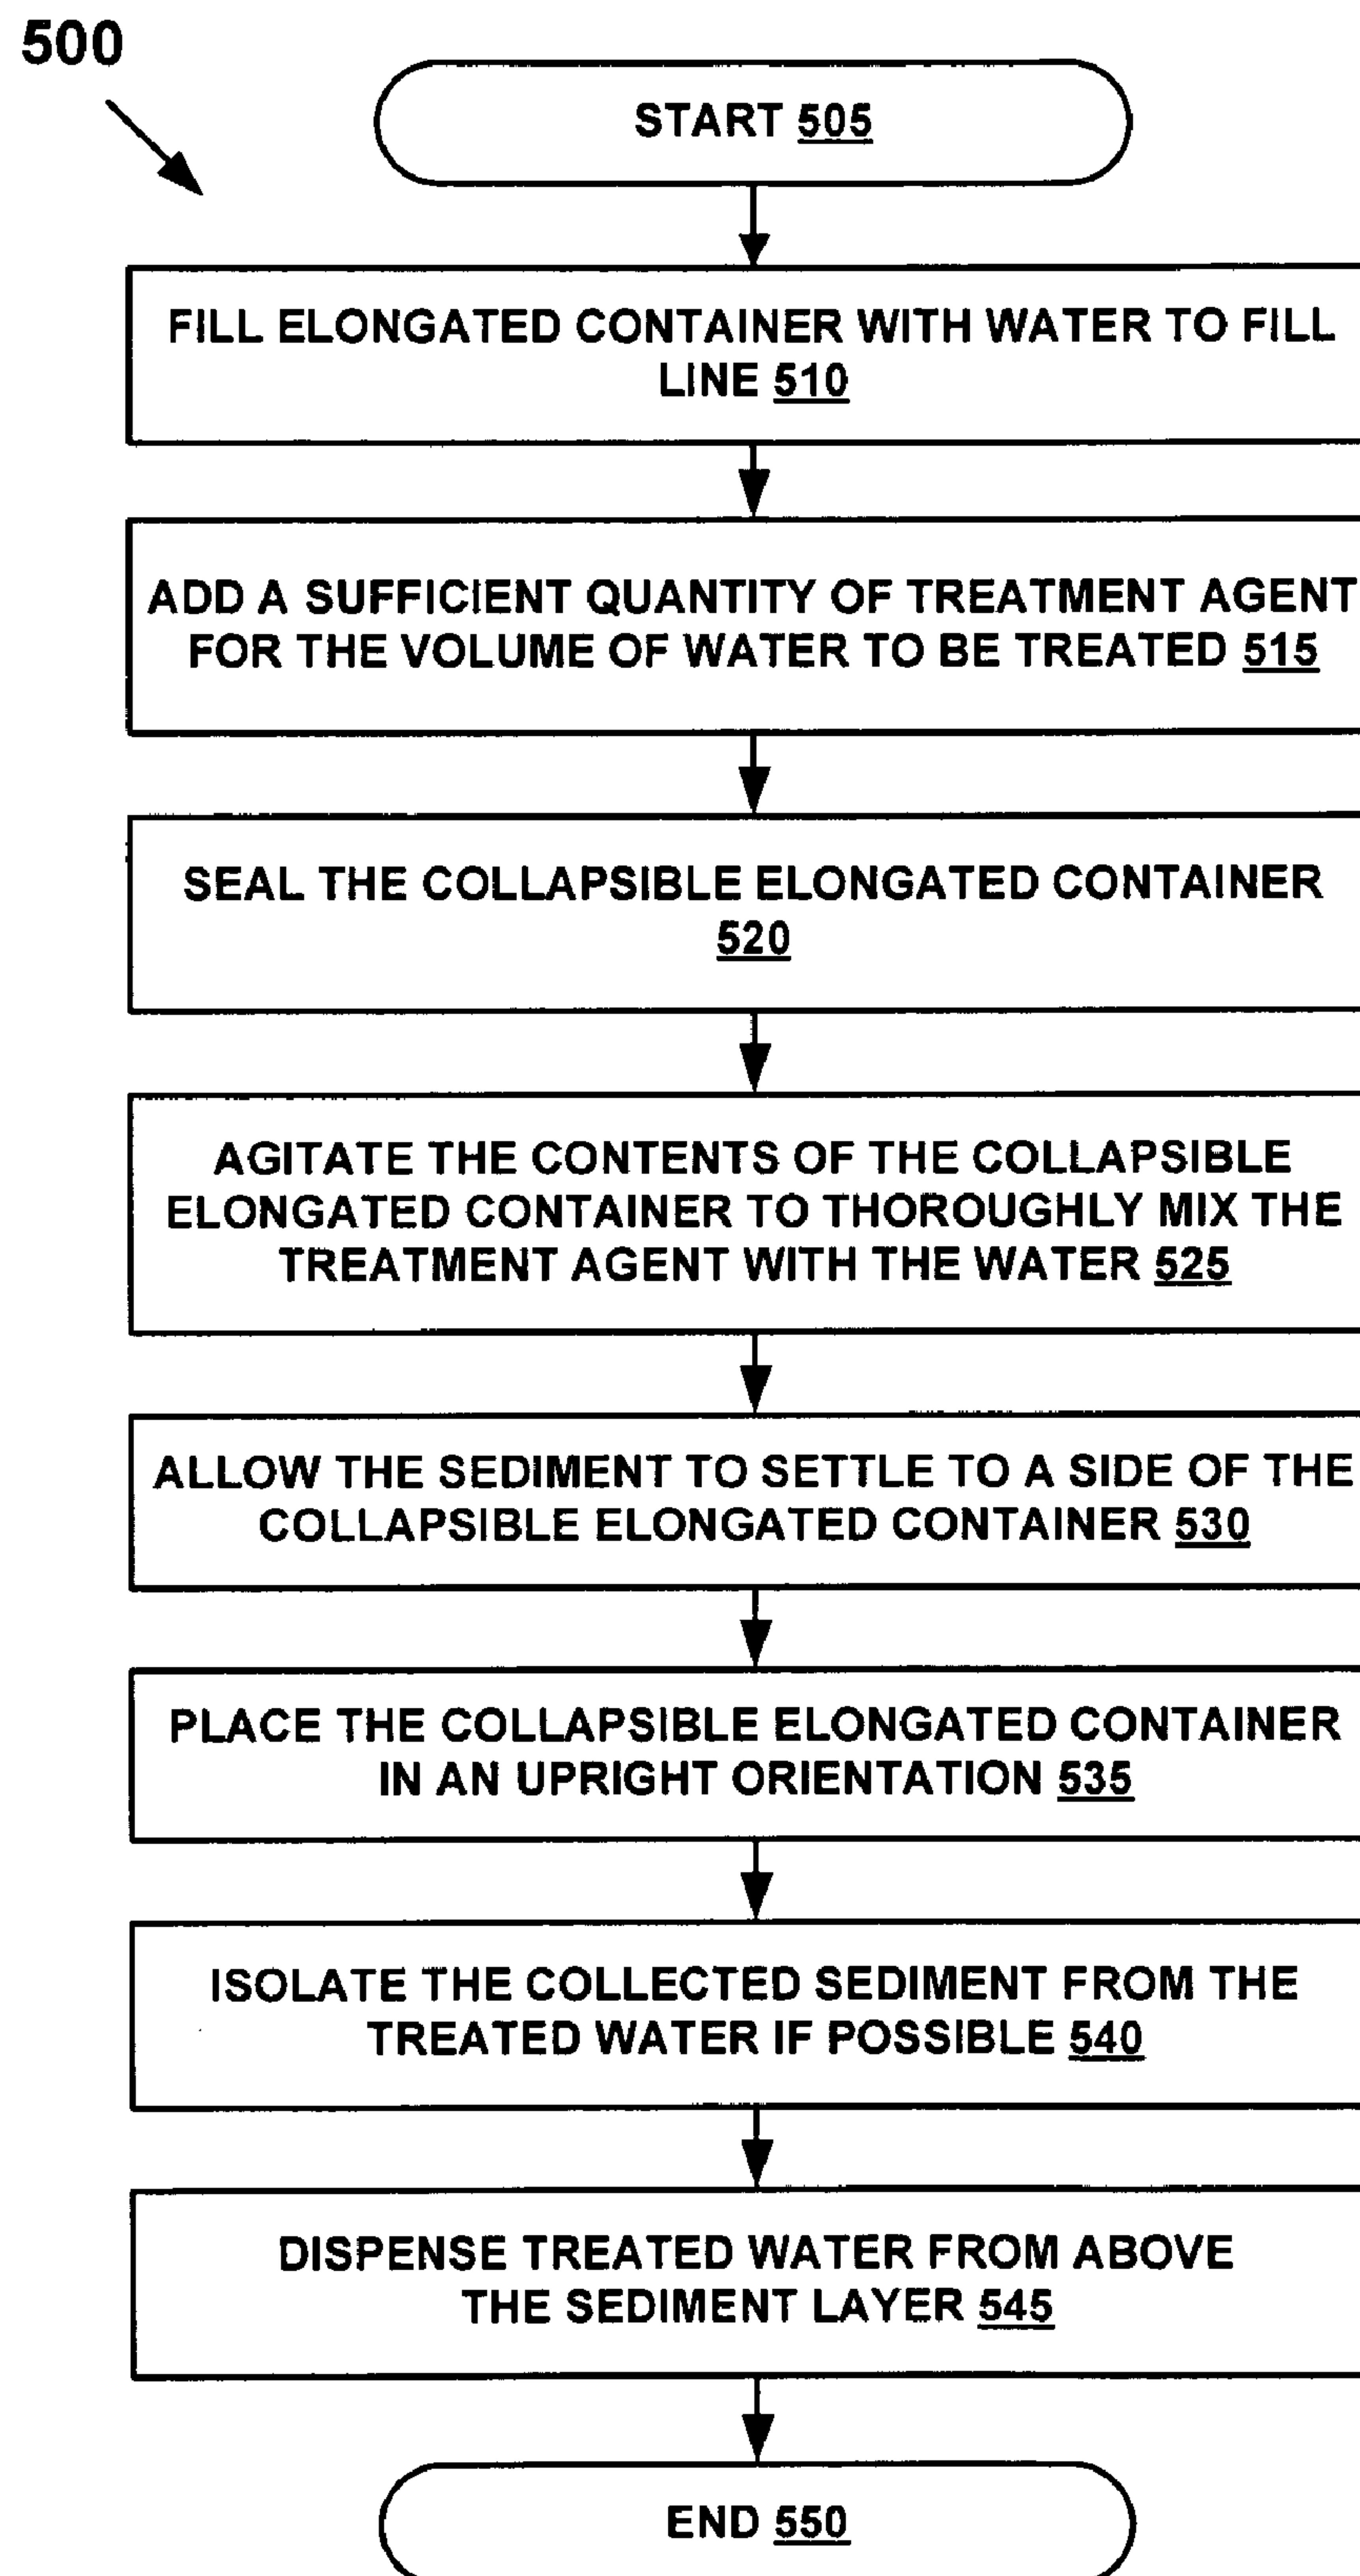 500
START 505
FILL ELONGATED CONTAINER WITH WATER TO FILL
LINE 510
ADD A SUFFICIENT QUANTITY OF TREATMENT AGENT
FOR THE VOLUME OF WATER TO BE TREATED 515
SEAL THE COLLAPSIBLE ELONGATED CONTAINER
520
AGITATE THE CONTENTS OF THE COLLAPSIBLE
ELONGATED CONTAINER TO THOROUGHLY MIX THE
TREATMENT AGENT WITH THE WATER 525
ALLOW THE SEDIMENT TO SETTLE TO A SIDE OF THE
COLLAPSIBLE ELONGATED CONTAINER 530
PLACE THE COLLAPSIBLE ELONGATED CONTAINER
IN AN UPRIGHT ORIENTATION 535
ISOLATE THE COLLECTED SEDIMENT FROM THE
TREATED WATER IF POSSIBLE 540
DISPENSE TREATED WATER FROM ABOVE
THE SEDIMENT LAYER 545
END 550